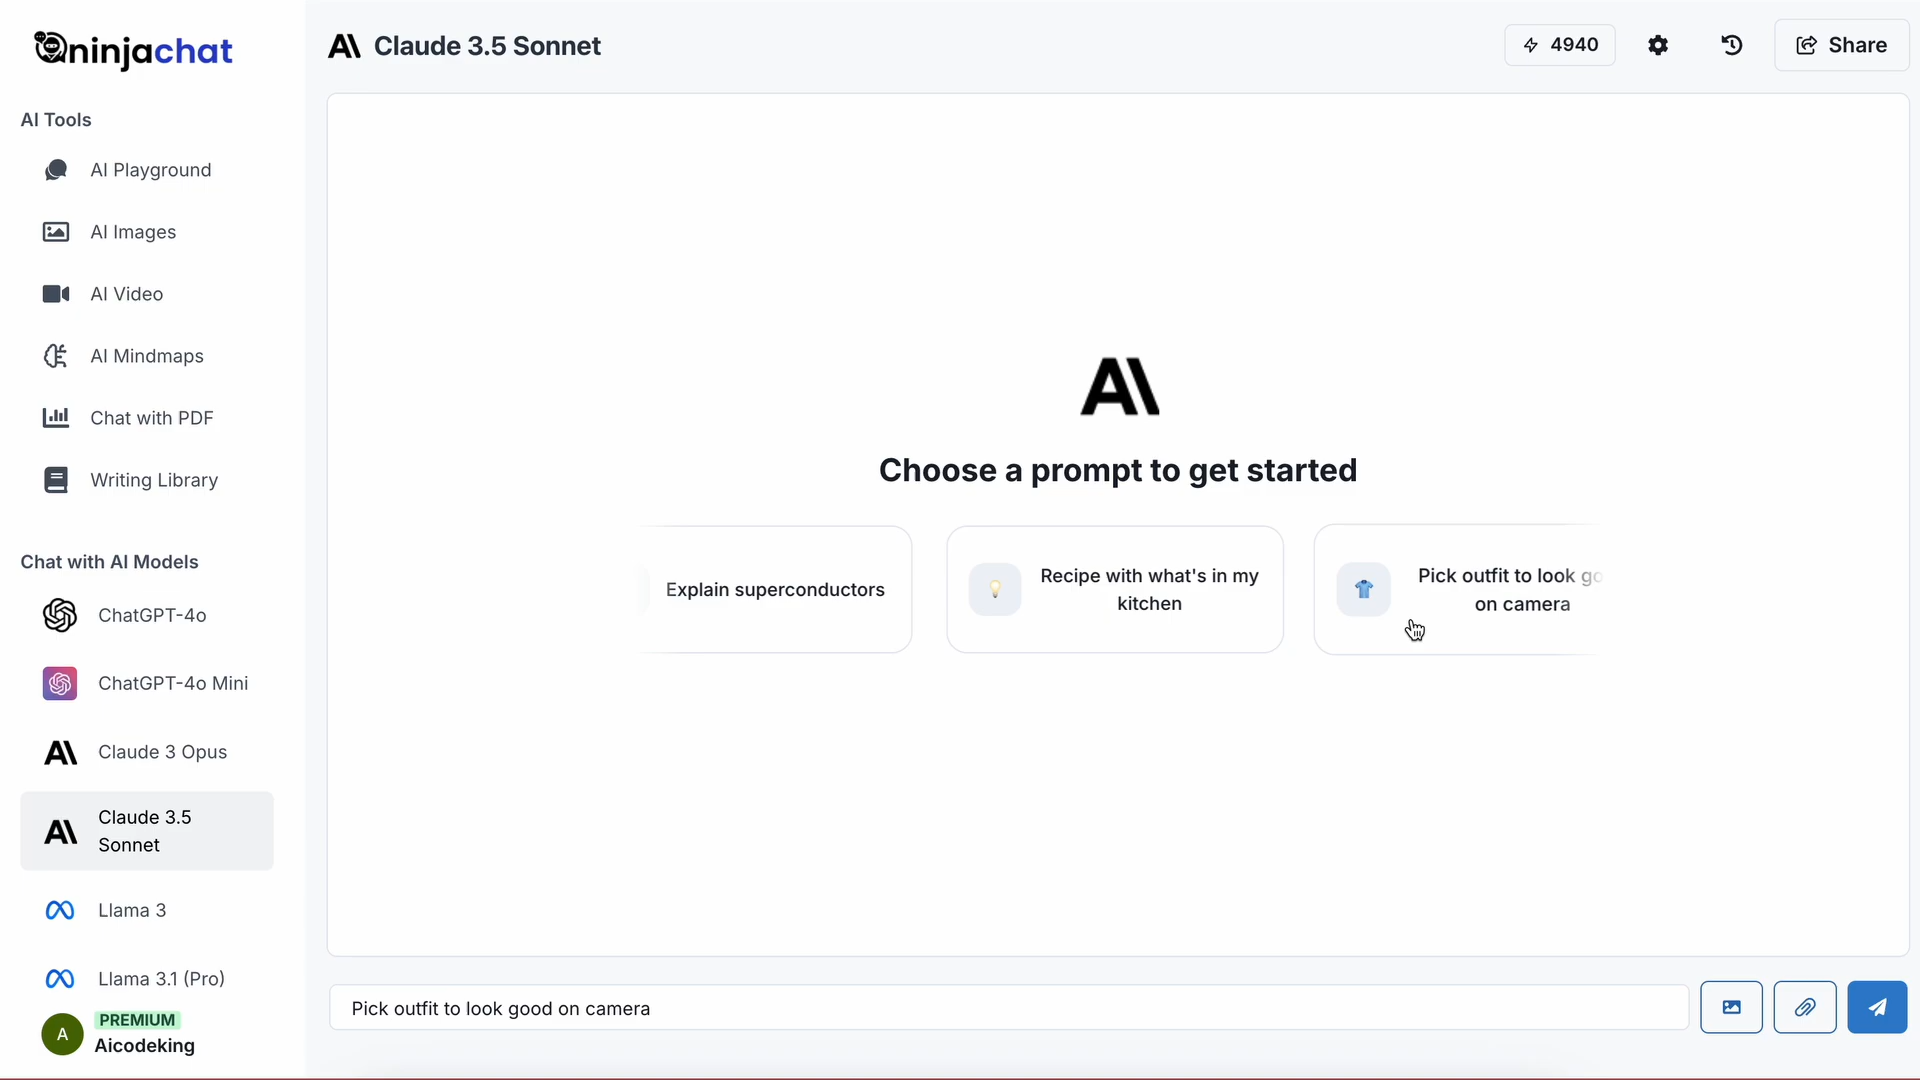 ninjachat
Claude 3.5 Sonnet
4940
Share
AI Tools
AI Playground
AI Images
AI Video
AI Mindmaps
Chat with PDF
Writing Library
Chat with AI Models
ChatGPT-4o
ChatGPT-4o Mini
Claude 3 Opus
Claude 3.5
Sonnet
Llama 3
Llama 3.1 (Pro)
A
PREMIUM
Aicodeking
Choose a prompt to get started
Explain superconductors
Recipe with what's in my
kitchen
Pick outfit to look go
on camera
Pick outfit to look good on camera